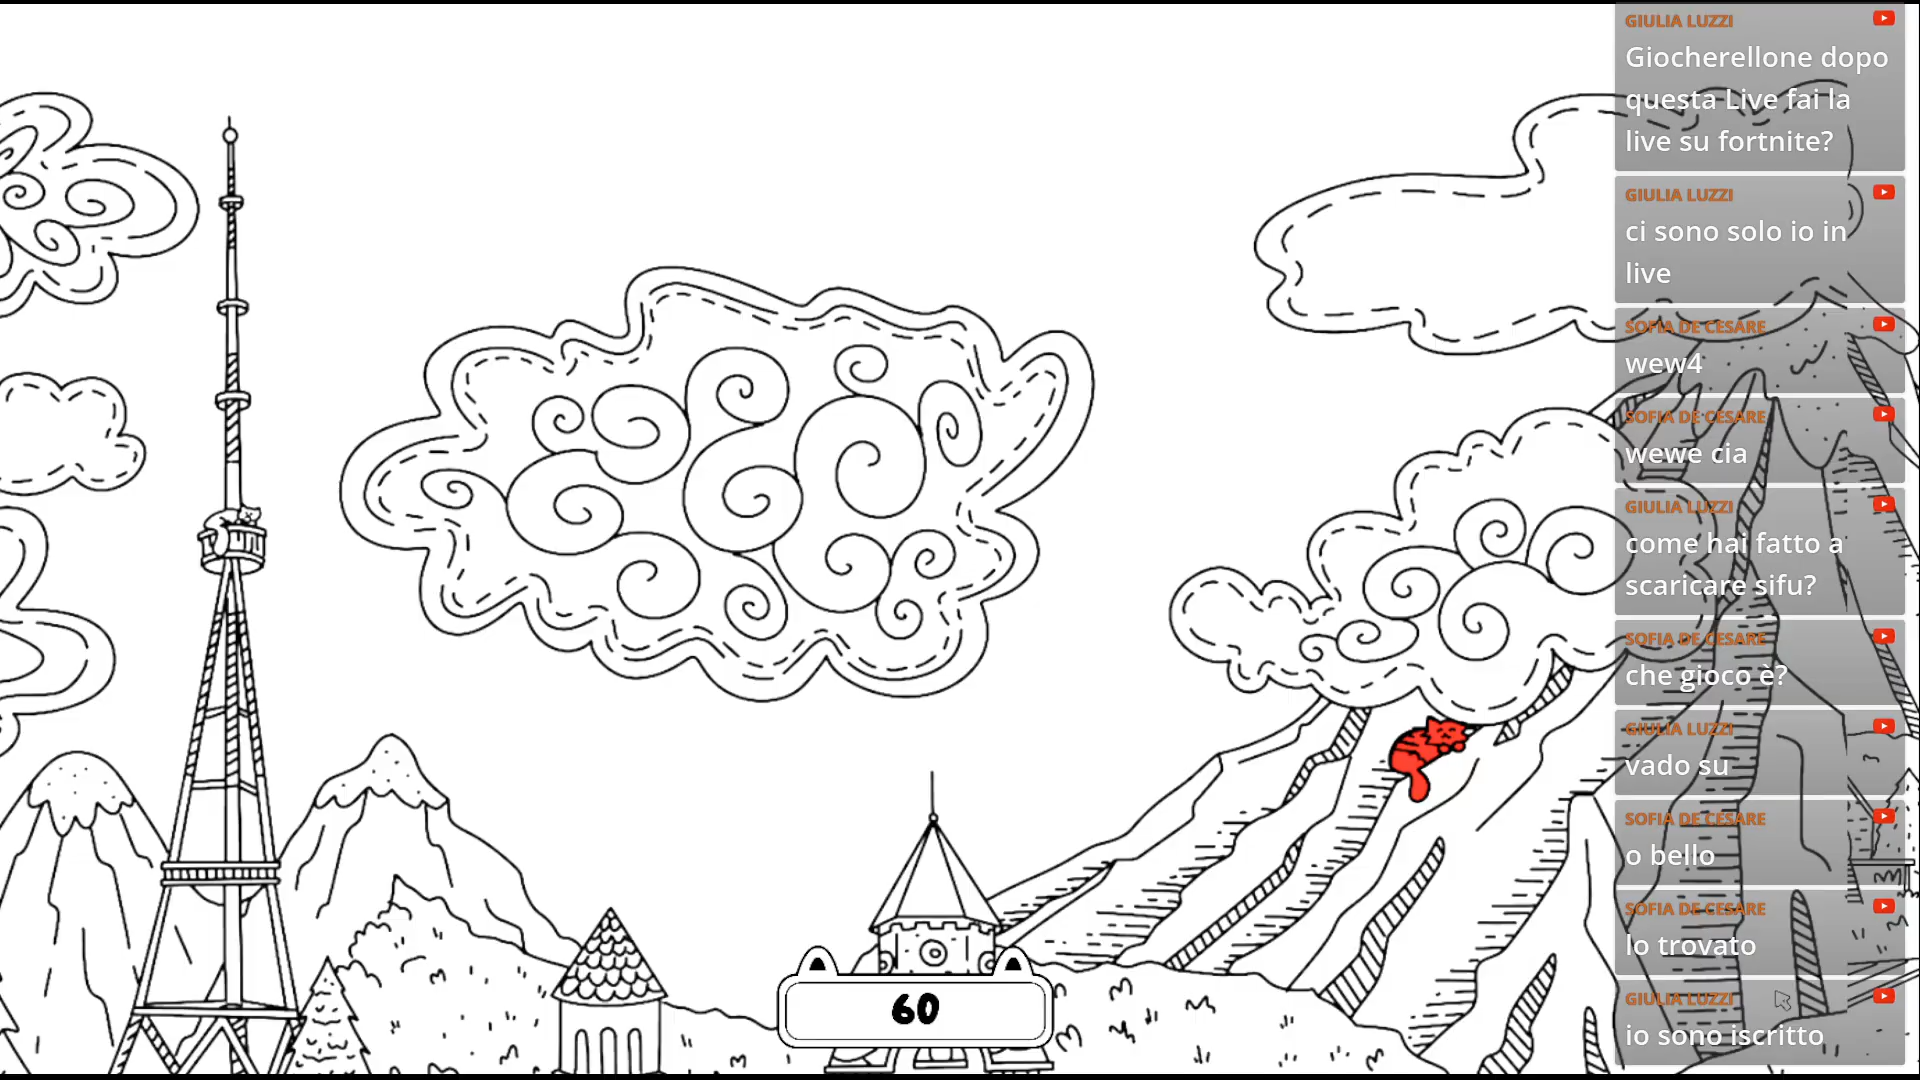 GIULIA LUZZI
Giocherellone dopo
questa Live fai la
live su fortnite?
GIULIA LUZZI
ci sono solo io in
live
SOFIA DE CESARE
wew4
SOFIA DE CESARE
wewe cia
GIULIA LUZZI
come hai fatto a
scaricare sifu?
SOFIA DE CESARE
che gioco è?
GIULIA LUZZI
vado su
SOFIA DE CESARE
o bello
SOFIA DE CESARE
lo trovato
GIULIA LUZZI
io sono iscritto
60